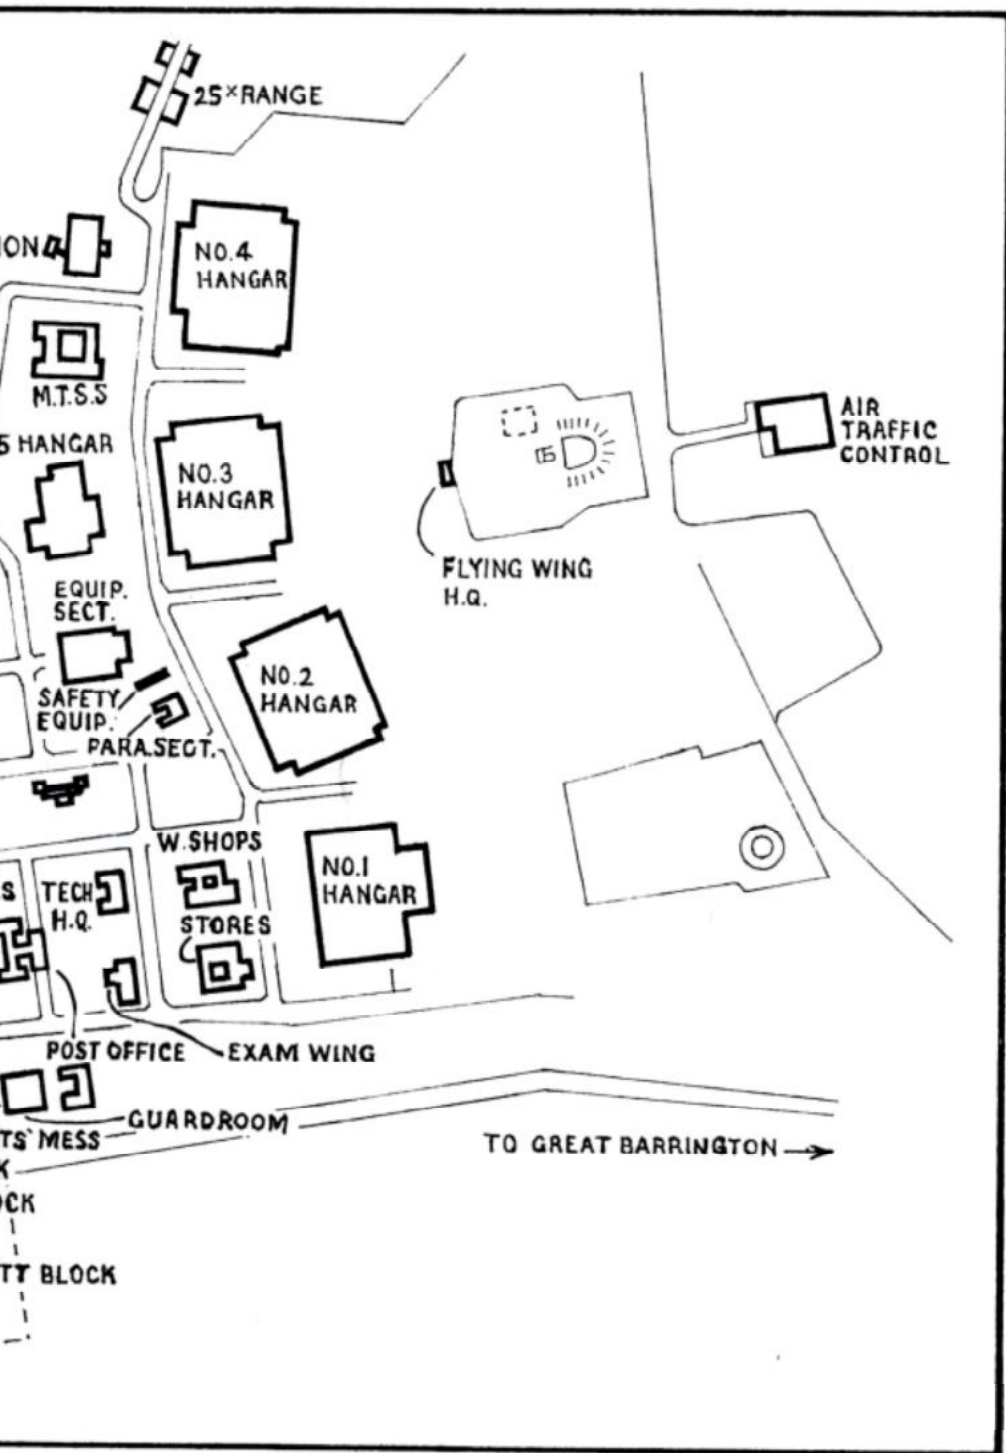 25ˣ RANGE
ION
NO.4
HANGAR
M.T.S.S
AIR
TRAFFIC
CONTROL
5 HANGAR
NO.3
HANGAR
FLYING WING
H.Q.
EQUIP.
SECT.
NO.2
HANGAR
SAFETY
EQUIP.
PARA.SECT.
W.SHOPS
NO.1
HANGAR
S
TECH
H.Q.
STORES
POST OFFICE
EXAM WING
GUARDROOM
TS' MESS
K
OCK
TO GREAT BARRINGTON
TT BLOCK